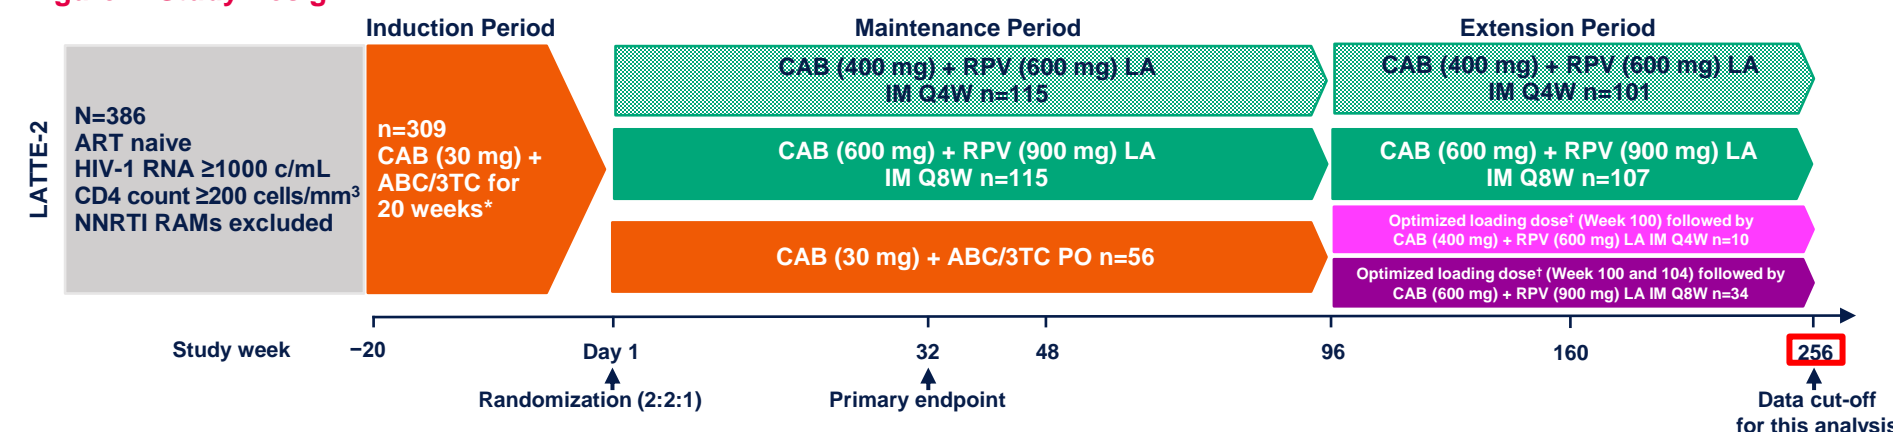 Induction Period
Maintenance Period
Extension Period
LATTE-2
N=386
ART naive
HIV-1 RNA ≥1000 c/mL
CD4 count ≥200 cells/mm³
NNRTI RAMs excluded
n=309
CAB (30 mg) +
ABC/3TC for
20 weeks*
CAB (400 mg) + RPV (600 mg) LA
IM Q4W n=115
CAB (600 mg) + RPV (900 mg) LA
IM Q8W n=115
CAB (30 mg) + ABC/3TC PO n=56
CAB (400 mg) + RPV (600 mg) LA
IM Q4W n=101
CAB (600 mg) + RPV (900 mg) LA
IM Q8W n=107
Optimized loading dose† (Week 100) followed by
CAB (400 mg) + RPV (600 mg) LA IM Q4W n=10
Optimized loading dose† (Week 100 and 104) followed by
CAB (600 mg) + RPV (900 mg) LA IM Q8W n=34
Study week −20 Day 1 32 48 96 160 256
Randomization (2:2:1)
Primary endpoint
Data cut-off
for this analysis